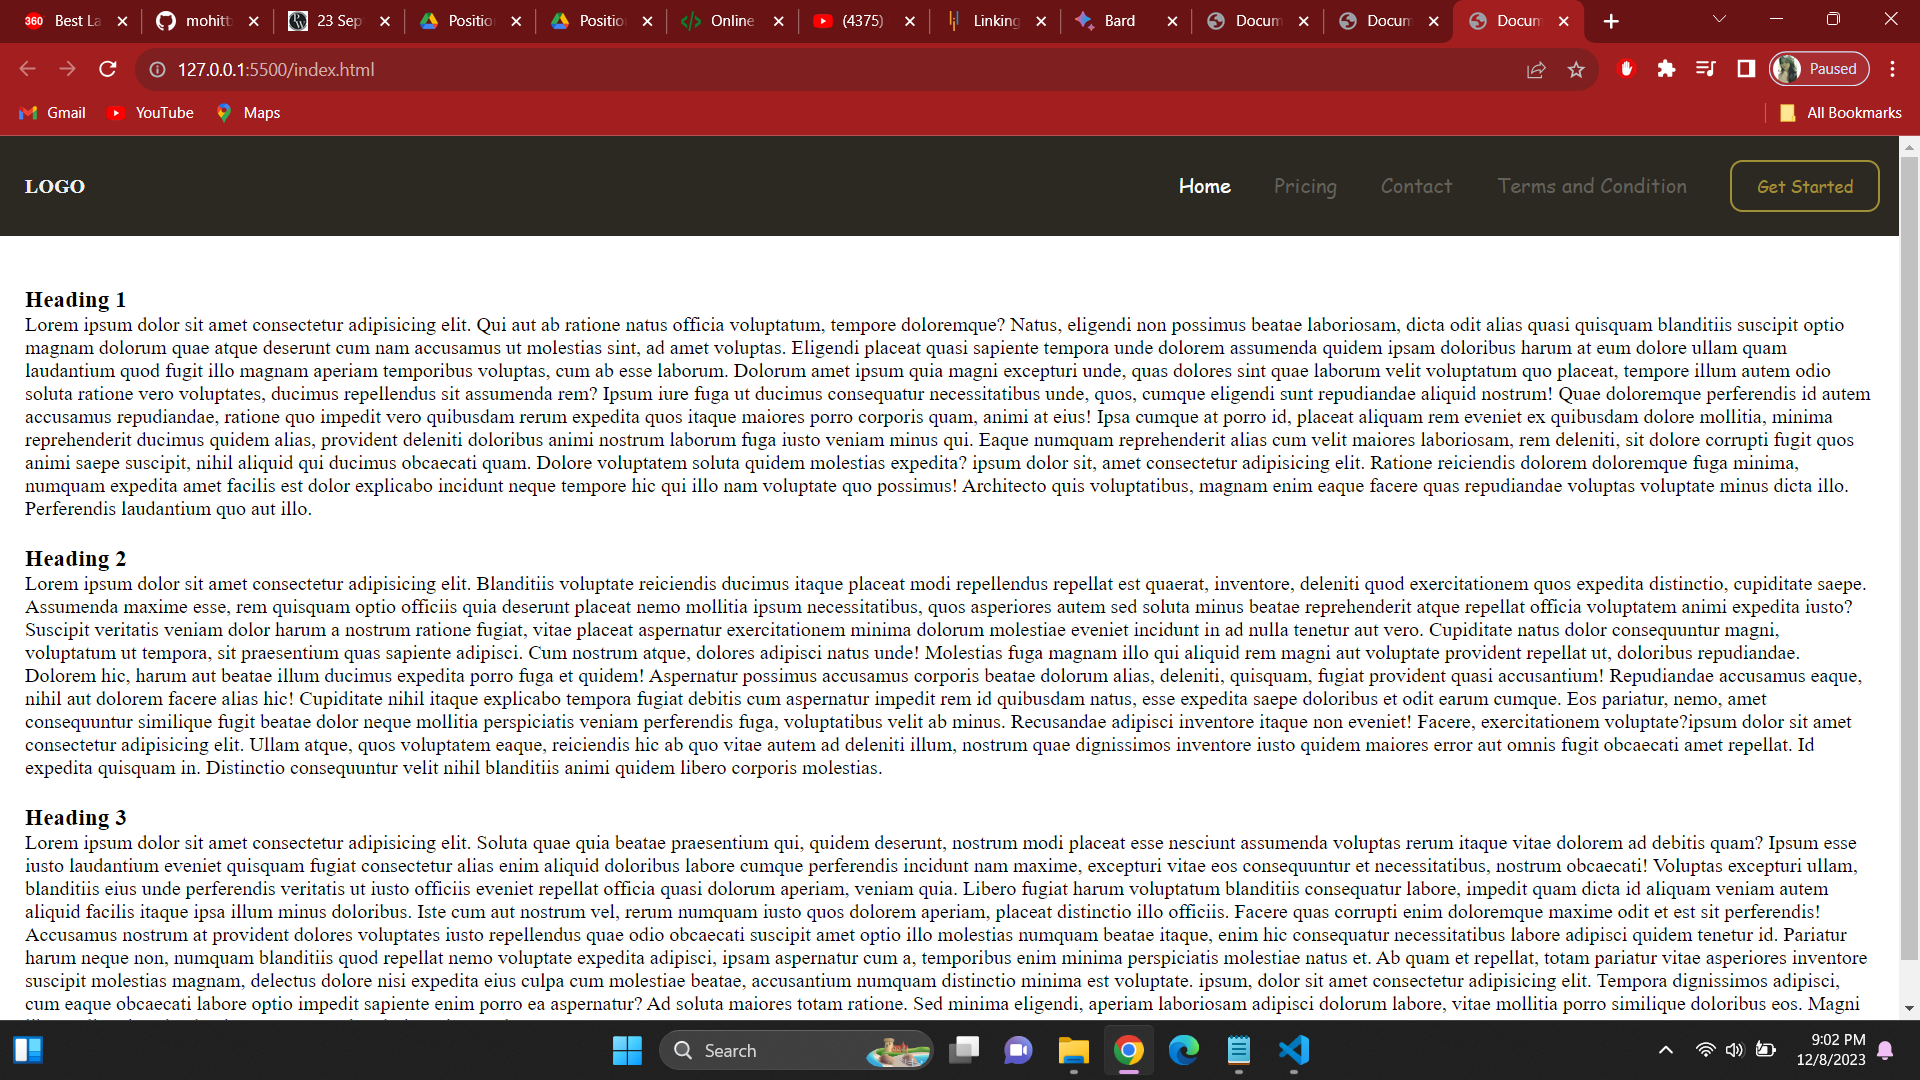 Best La
mohitt
23 Sep
Position
Position
Online
(4375)
Linking
Bard
Docum
Docum
Docum
127.0.0.1:5500/index.html
Paused
Gmail
YouTube
Maps
All Bookmarks
LOGO
Home
Pricing
Contact
Terms and Condition
Get Started
Heading 1
Lorem ipsum dolor sit amet consectetur adipisicing elit. Qui aut ab ratione natus officia voluptatum, tempore doloremque? Natus, eligendi non possimus beatae laboriosam, dicta odit alias quasi quisquam blanditiis suscipit optio
magnam dolorum quae atque deserunt cum nam accusamus ut molestias sint, ad amet voluptas. Eligendi placeat quasi sapiente tempora unde dolorem assumenda quidem ipsam doloribus harum at eum dolore ullam quam
laudantium quod fugit illo magnam aperiam temporibus voluptas, cum ab esse laborum. Dolorum amet ipsum quia magni excepturi unde, quas dolores sint quae laborum velit voluptatum quo placeat, tempore illum autem odio
soluta ratione vero voluptates, ducimus repellendus sit assumenda rem? Ipsum iure fuga ut ducimus consequatur necessitatibus unde, quos, cumque eligendi sunt repudiandae aliquid nostrum! Quae doloremque perferendis id autem
accusamus repudiandae, ratione quo impedit vero quibusdam rerum expedita quos itaque maiores porro corporis quam, animi at eius! Ipsa cumque at porro id, placeat aliquam rem eveniet ex quibusdam dolore mollitia, minima
reprehenderit ducimus quidem alias, provident deleniti doloribus animi nostrum laborum fuga iusto veniam minus qui. Eaque numquam reprehenderit alias cum velit maiores laboriosam, rem deleniti, sit dolore corrupti fugit quos
animi saepe suscipit, nihil aliquid qui ducimus obcaecati quam. Dolore voluptatem soluta quidem molestias expedita? ipsum dolor sit, amet consectetur adipisicing elit. Ratione reiciendis dolorem doloremque fuga minima,
numquam expedita amet facilis est dolor explicabo incidunt neque tempore hic qui illo nam voluptate quo possimus! Architecto quis voluptatibus, magnam enim eaque facere quas repudiandae voluptas voluptate minus dicta illo.
Perferendis laudantium quo aut illo.
Heading 2
Lorem ipsum dolor sit amet consectetur adipisicing elit. Blanditiis voluptate reiciendis ducimus itaque placeat modi repellendus repellat est quaerat, inventore, deleniti quod exercitationem quos expedita distinctio, cupiditate saepe.
Assumenda maxime esse, rem quisquam optio officiis quia deserunt placeat nemo mollitia ipsum necessitatibus, quos asperiores autem sed soluta minus beatae reprehenderit atque repellat officia voluptatem animi expedita iusto?
Suscipit veritatis veniam dolor harum a nostrum ratione fugiat, vitae placeat aspernatur exercitationem minima dolorum molestiae eveniet incidunt in ad nulla tenetur aut vero. Cupiditate natus dolor consequuntur magni,
voluptatum ut tempora, sit praesentium quas sapiente adipisci. Cum nostrum atque, dolores adipisci natus unde! Molestias fuga magnam illo qui aliquid rem magni aut voluptate provident repellat ut, doloribus repudiandae.
Dolorem hic, harum aut beatae illum ducimus expedita porro fuga et quidem! Aspernatur possimus accusamus corporis beatae dolorum alias, deleniti, quisquam, fugiat provident quasi accusantium! Repudiandae accusamus eaque,
nihil aut dolorem facere alias hic! Cupiditate nihil itaque explicabo tempora fugiat debitis cum aspernatur impedit rem id quibusdam natus, esse expedita saepe doloribus et odit earum cumque. Eos pariatur, nemo, amet
consequuntur similique fugit beatae dolor neque mollitia perspiciatis veniam perferendis fuga, voluptatibus velit ab minus. Recusandae adipisci inventore itaque non eveniet! Facere, exercitationem voluptate?ipsum dolor sit amet
consectetur adipisicing elit. Ullam atque, quos voluptatem eaque, reiciendis hic ab quo vitae autem ad deleniti illum, nostrum quae dignissimos inventore iusto quidem maiores error aut omnis fugit obcaecati amet repellat. Id
expedita quisquam in. Distinctio consequuntur velit nihil blanditiis animi quidem libero corporis molestias.
Heading 3
Lorem ipsum dolor sit amet consectetur adipisicing elit. Soluta quae quia beatae praesentium qui, quidem deserunt, nostrum modi placeat esse nesciunt assumenda voluptas rerum itaque vitae dolorem ad debitis quam? Ipsum esse
iusto laudantium eveniet quisquam fugiat consectetur alias enim aliquid doloribus labore cumque perferendis incidunt nam maxime, excepturi vitae eos consequuntur et necessitatibus, nostrum obcaecati! Voluptas excepturi ullam,
blanditiis eius unde perferendis veritatis ut iusto officiis eveniet repellat officia quasi dolorum aperiam, veniam quia. Libero fugiat harum voluptatum blanditiis consequatur labore, impedit quam dicta id aliquam veniam autem
aliquid facilis itaque ipsa illum minus doloribus. Iste cum aut nostrum vel, rerum numquam iusto quos dolorem aperiam, placeat distinctio illo officiis. Facere quas corrupti enim doloremque maxime odit et est sit perferendis!
Accusamus nostrum at provident dolores voluptates iusto repellendus quae odio obcaecati suscipit amet optio illo molestias numquam beatae itaque, enim hic consequatur necessitatibus labore adipisci quidem tenetur id. Pariatur
harum neque non, numquam blanditiis quod repellat nemo voluptate expedita adipisci, ipsam aspernatur cum a, temporibus enim minima perspiciatis molestiae natus et. Ab quam et repellat, totam pariatur vitae asperiores inventore
suscipit molestias magnam, delectus dolore nisi expedita eius culpa cum molestiae beatae, accusantium numquam distinctio minima est voluptate. ipsum, dolor sit amet consectetur adipisicing elit. Tempora dignissimos adipisci,
cum eaque obcaecati labore optio impedit sapiente enim porro ea aspernatur? Ad soluta maiores totam ratione. Sed minima eligendi, aperiam laboriosam adipisci dolorum labore, vitae mollitia porro similique doloribus eos. Magni
Search
9:02 PM
12/8/2023